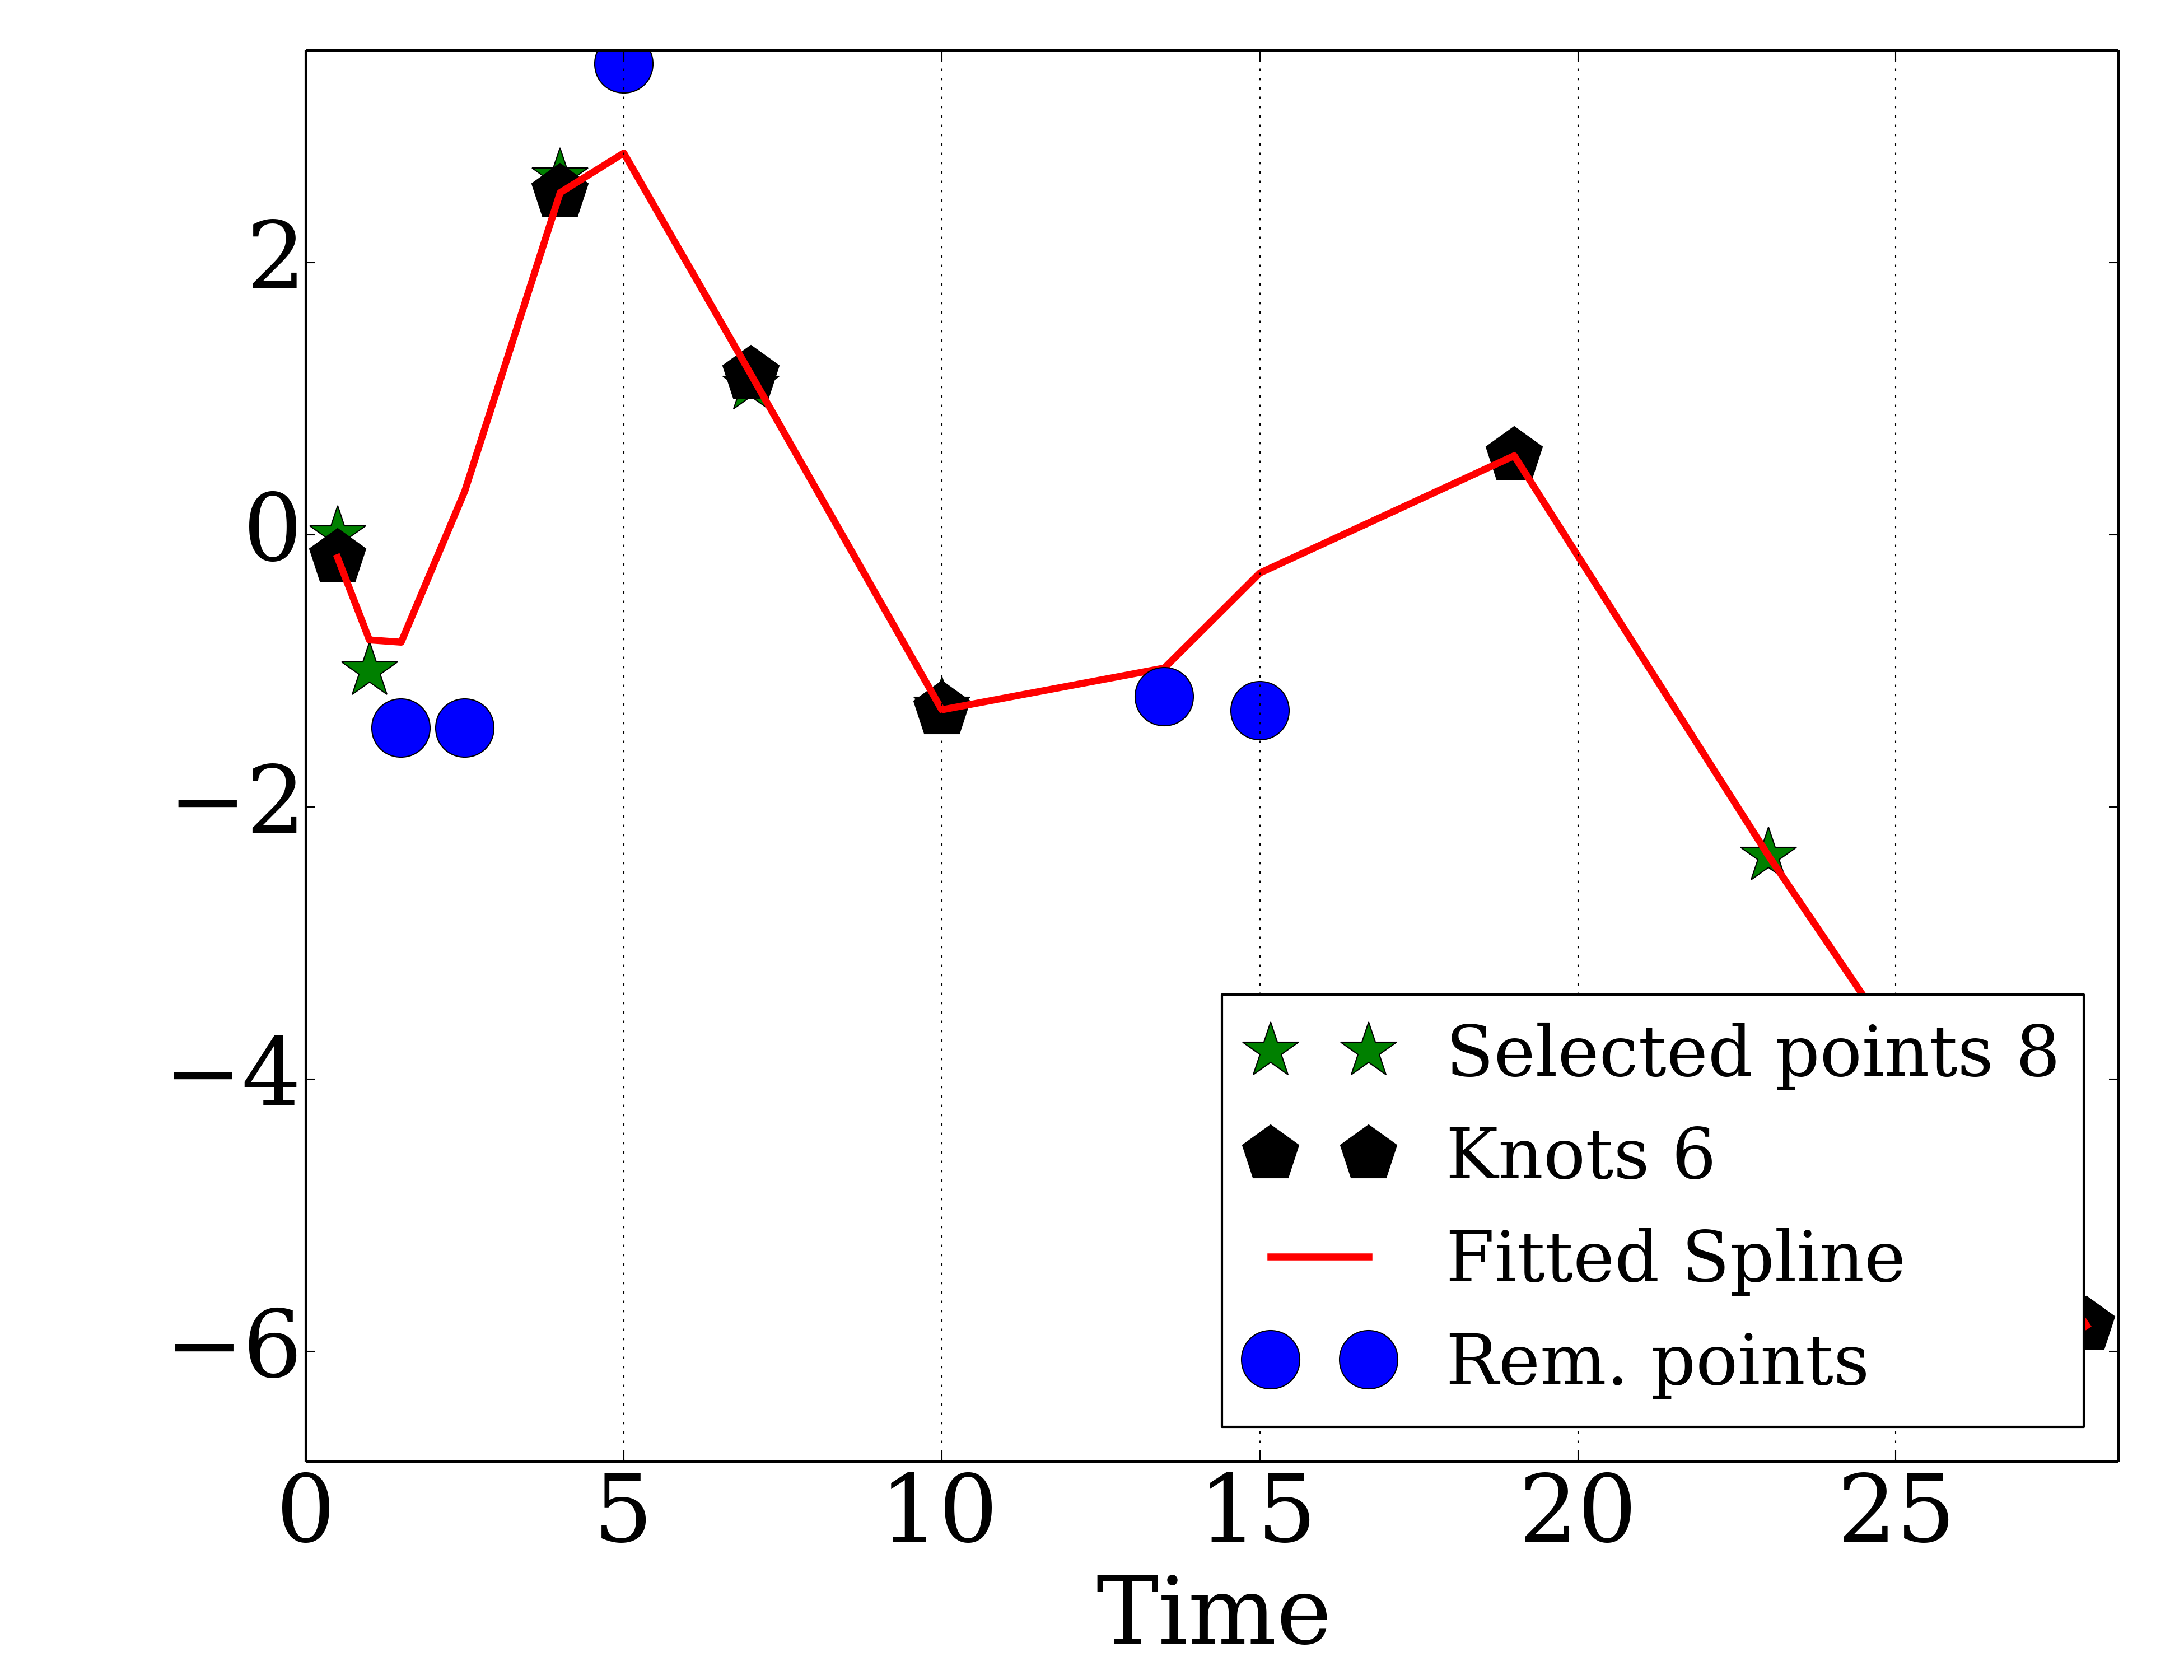 2
0
−2
−4
−6
0 5 10 15 20 25
Time
Selected points 8
Knots 6
Fitted Spline
Rem. points